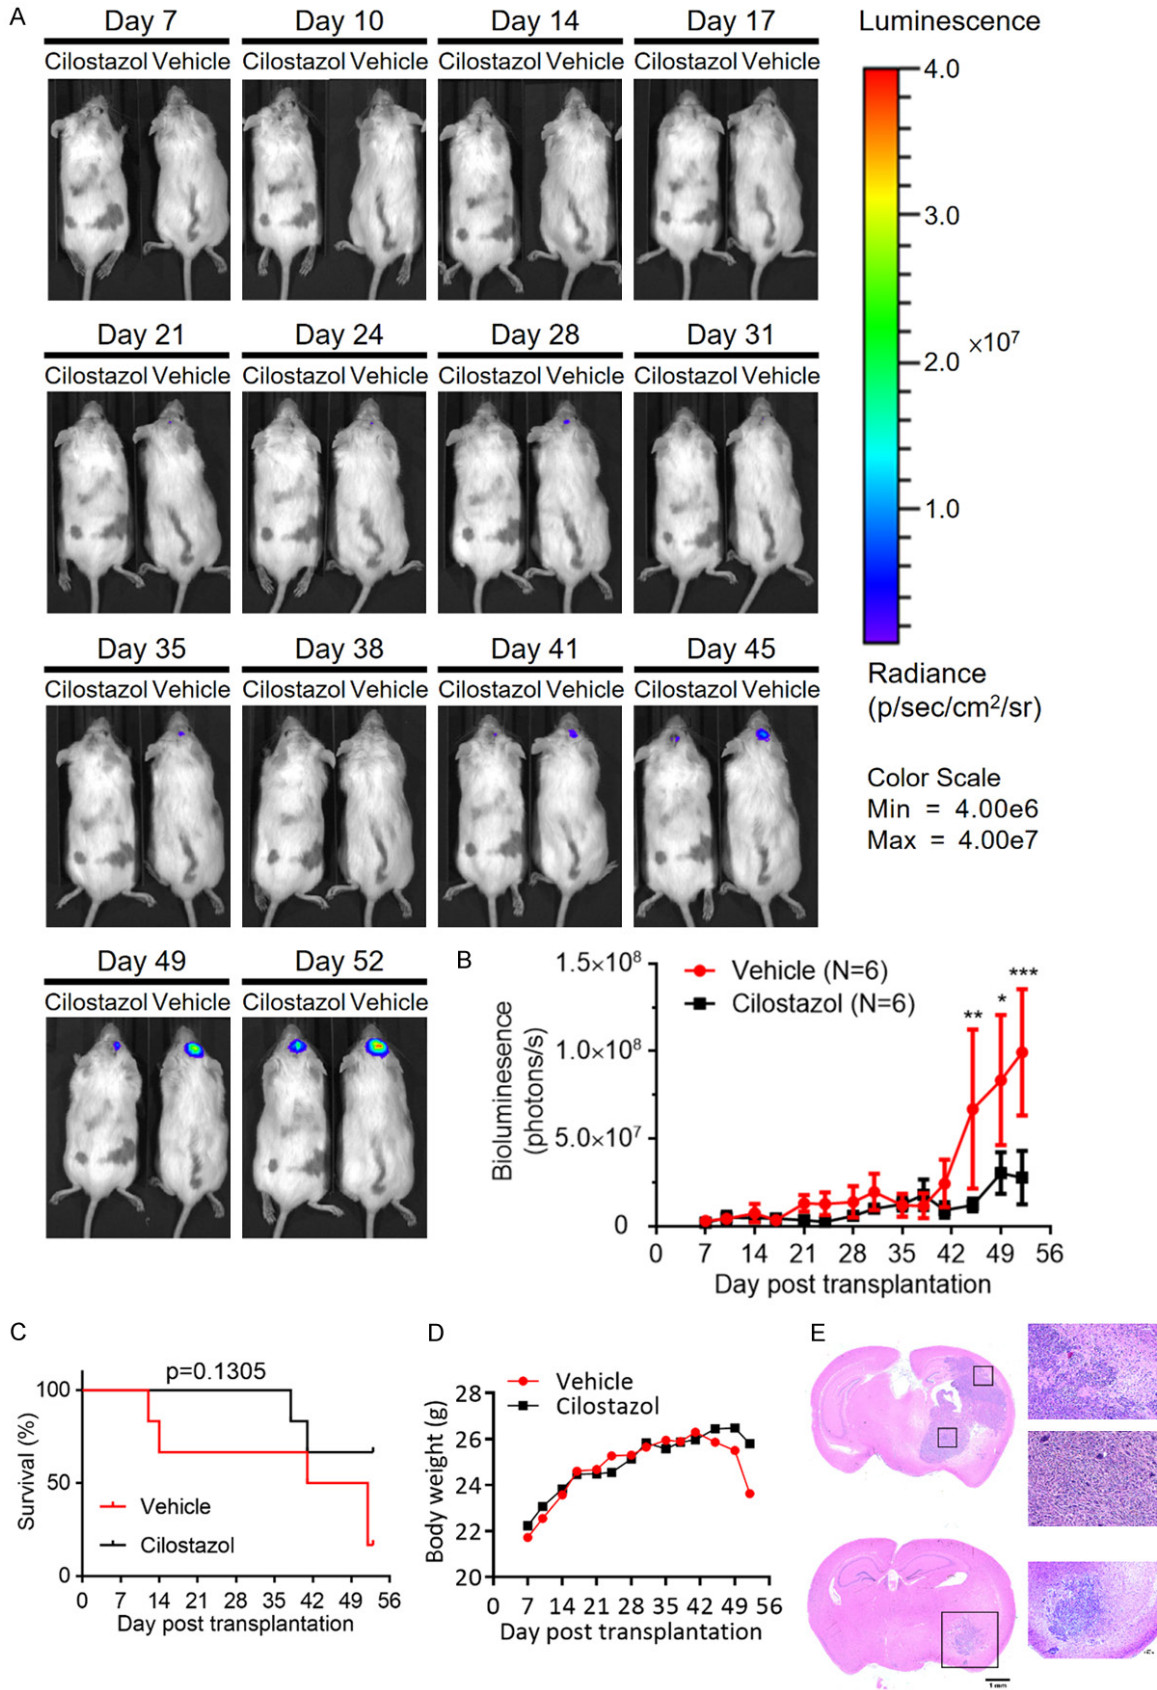 A
Day 7
Day 10
Day 14
Day 17
Luminescence
Cilostazol Vehicle
Cilostazol Vehicle
Cilostazol Vehicle
Cilostazol Vehicle
4.0
3.0
2.0
×10⁷
1.0
Day 21
Day 24
Day 28
Day 31
Cilostazol Vehicle
Cilostazol Vehicle
Cilostazol Vehicle
Cilostazol Vehicle
Day 35
Day 38
Day 41
Day 45
Cilostazol Vehicle
Cilostazol Vehicle
Cilostazol Vehicle
Cilostazol Vehicle
Radiance
(p/sec/cm²/sr)
Color Scale
Min = 4.00e6
Max = 4.00e7
Day 49
Day 52
Cilostazol Vehicle
Cilostazol Vehicle
B
Bioluminesence
(photons/s)
1.5×10⁸
1.0×10⁸
5.0×10⁷
0
Vehicle (N=6)
Cilostazol (N=6)
**
*
***
0 7 14 21 28 35 42 49 56
Day post transplantation
C
p=0.1305
Survival (%)
100
50
0
Vehicle
Cilostazol
0 7 14 21 28 35 42 49 56
Day post transplantation
D
Body weight (g)
28
26
24
22
20
Vehicle
Cilostazol
0 7 14 21 28 35 42 49 56
Day post transplantation
E
1 mm